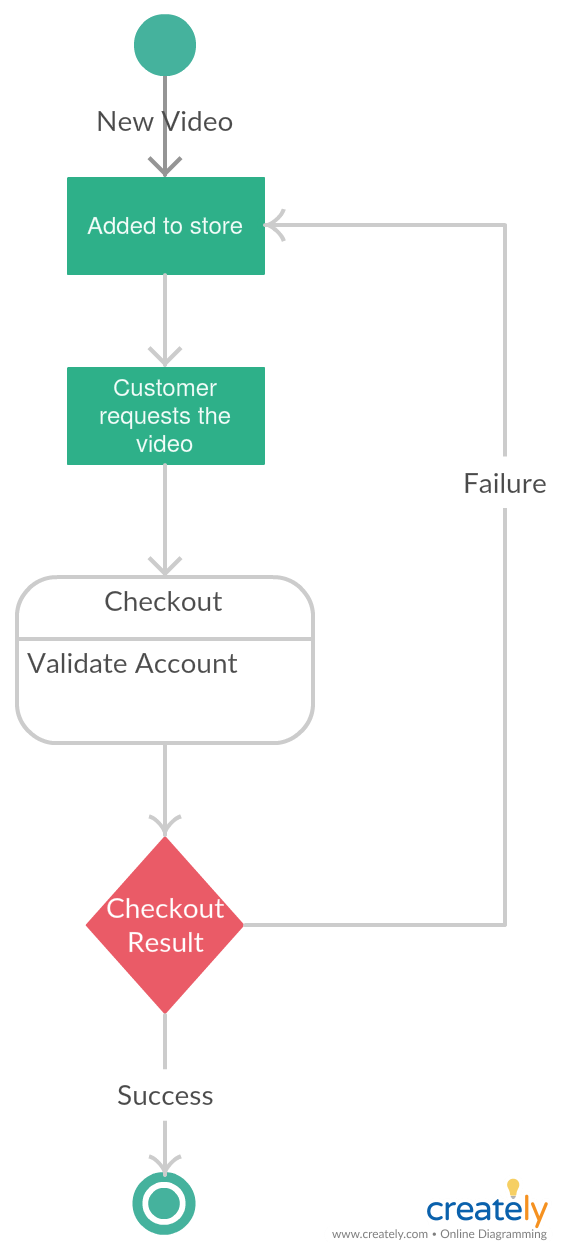 New Video
Added to store
Customer
requests the
video
Checkout
Validate Account
Failure
Checkout
Result
Success
creately
www.creately.com • Online Diagramming